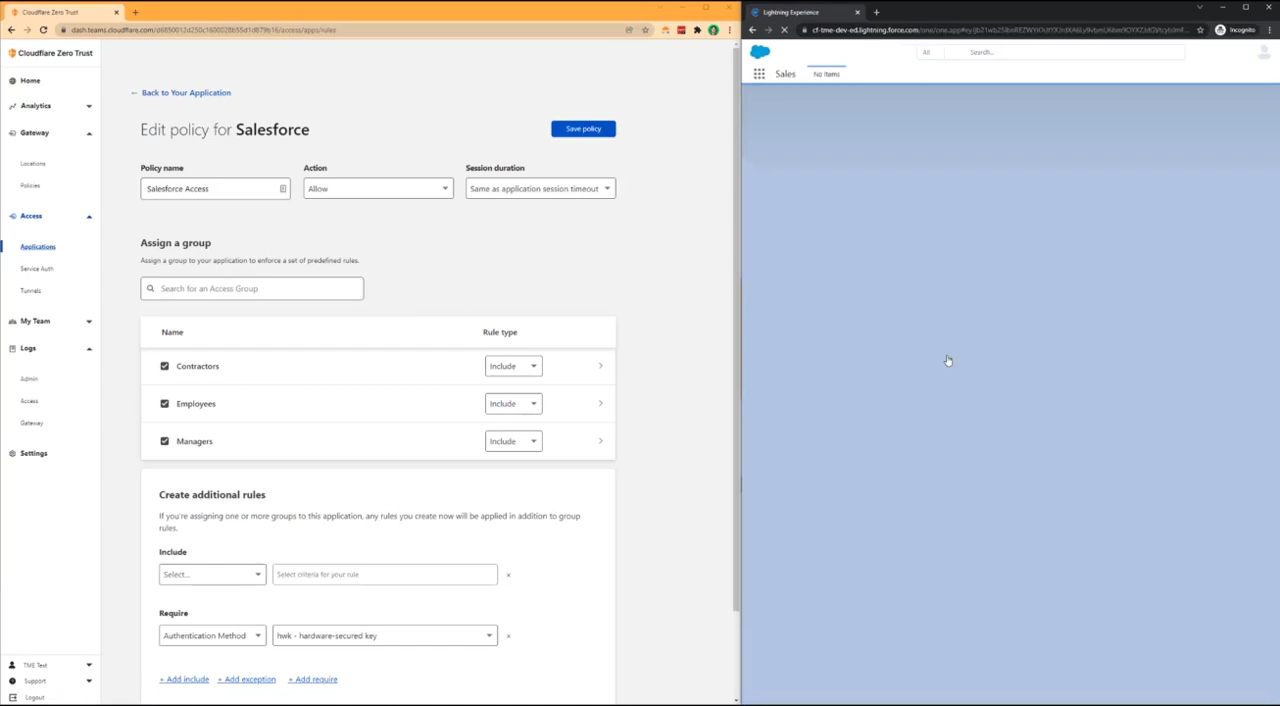 Cloudflare Zero Trust
Lightning Experience
Incognito
Cloudflare Zero Trust
Home
Analytics
Gateway
Locations
Policies
Access
Applications
Service Auth
Tunnels
My Team
Logs
Admin
Access
Gateway
Settings
TME Test
Support
Logout
← Back to Your Application
Edit policy for Salesforce
Save policy
Policy name
Action
Session duration
Salesforce Access
Allow
Same as application session timeout
Assign a group
Assign a group to your application to enforce a set of predefined rules.
Search for an Access Group
Name
Rule type
Contractors
Include
Employees
Include
Managers
Include
Create additional rules
If you're assigning one or more groups to this application, any rules you create now will be applied in addition to group
rules.
Include
Select...
Select criteria for your rule
Require
Authentication Method
hwk - hardware-secured key
+ Add include
+ Add exception
+ Add require
All
Search...
Sales
No Items